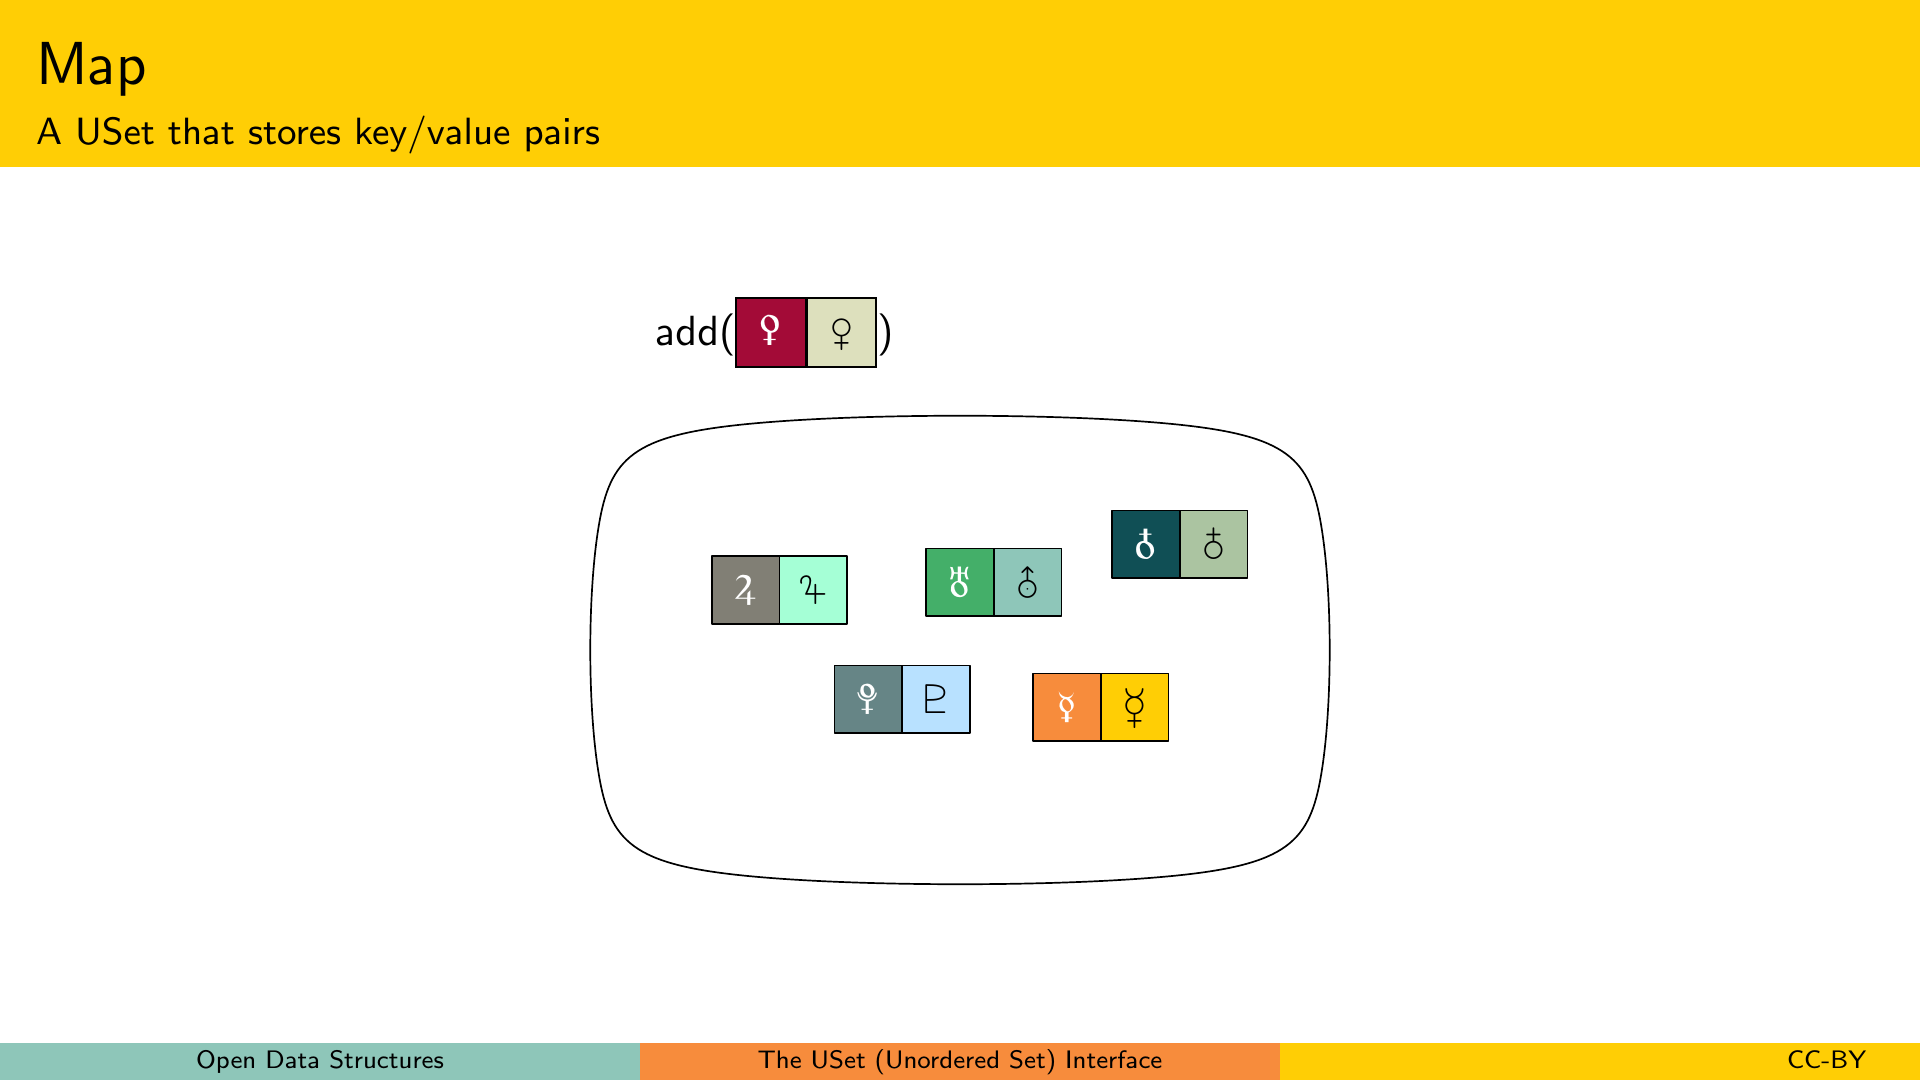 Map
A USet that stores key/value pairs
add(♀ ♀)
♁ ♁
♃ ♃
♅ ⛢
♇ ♇
☿ ☿
Open Data Structures
The USet (Unordered Set) Interface
CC-BY